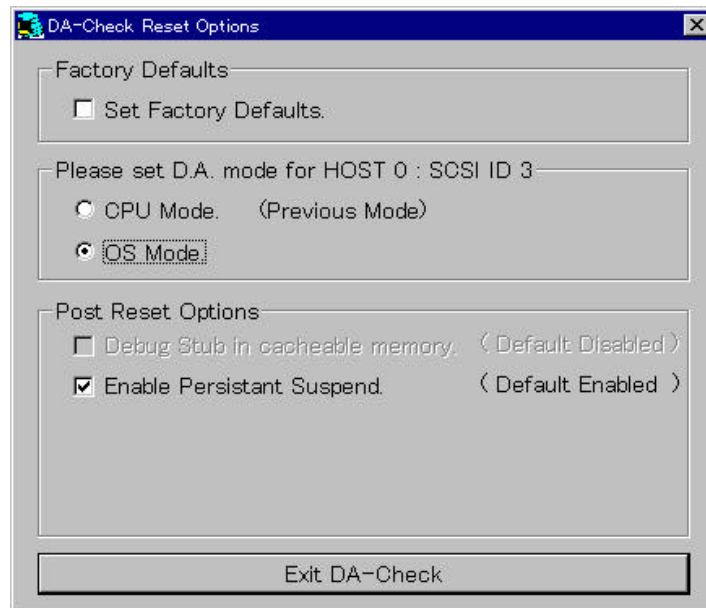 DA-Check Reset Options
Factory Defaults
Set Factory Defaults.
Please set D.A. mode for HOST 0 : SCSI ID 3
CPU Mode. (Previous Mode)
OS Mode.
Post Reset Options
Debug Stub in cacheable memory. ( Default Disabled )
Enable Persistant Suspend. ( Default Enabled )
Exit DA-Check